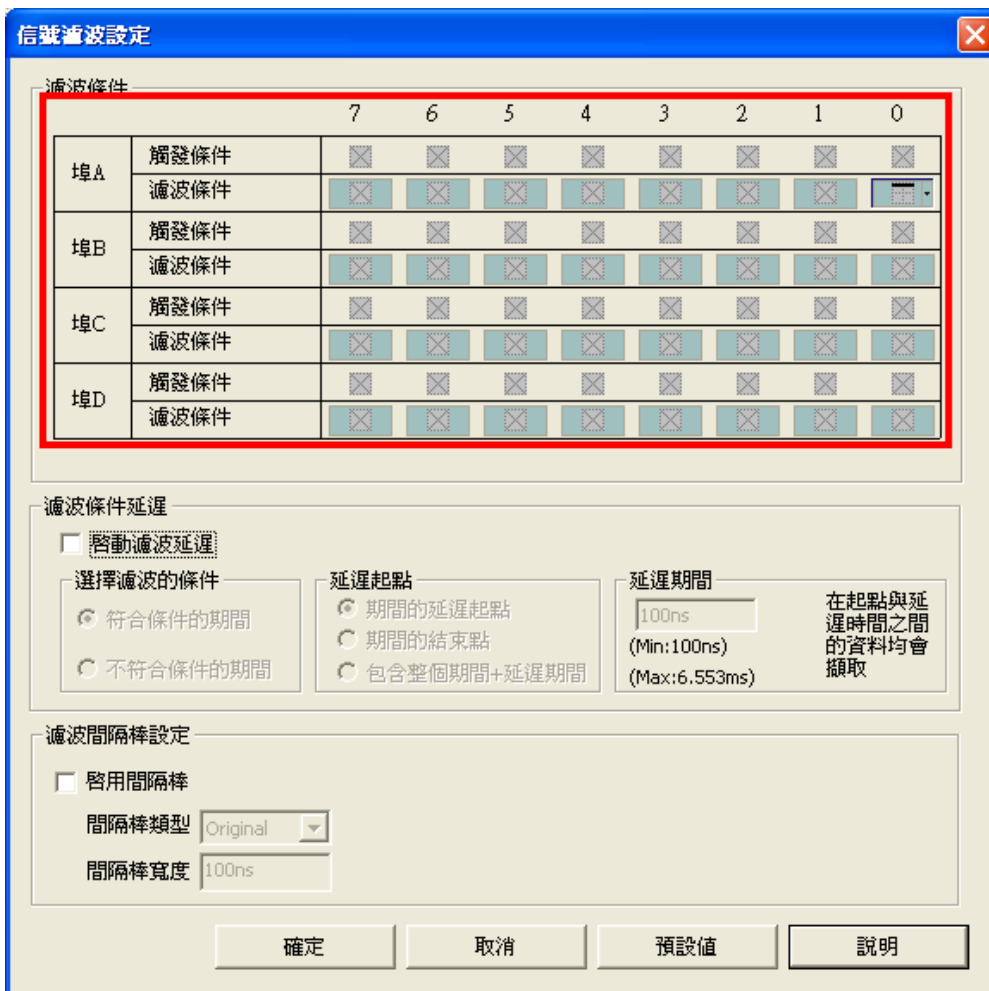 信號濾波設定
濾波條件
7 6 5 4 3 2 1 0
埠A
觸發條件
濾波條件
埠B
觸發條件
濾波條件
埠C
觸發條件
濾波條件
埠D
觸發條件
濾波條件
濾波條件延遲
啓動濾波延遲
選擇濾波的條件
符合條件的期間
不符合條件的期間
延遲起點
期間的延遲起點
期間的結束點
包含整個期間+延遲期間
延遲期間
100ns
(Min:100ns)
(Max:6.553ms)
在起點與延
遲時間之間
的資料均會
擷取
濾波間隔棒設定
啓用間隔棒
間隔棒類型 Original
間隔棒寬度 100ns
確定 取消 預設值 說明